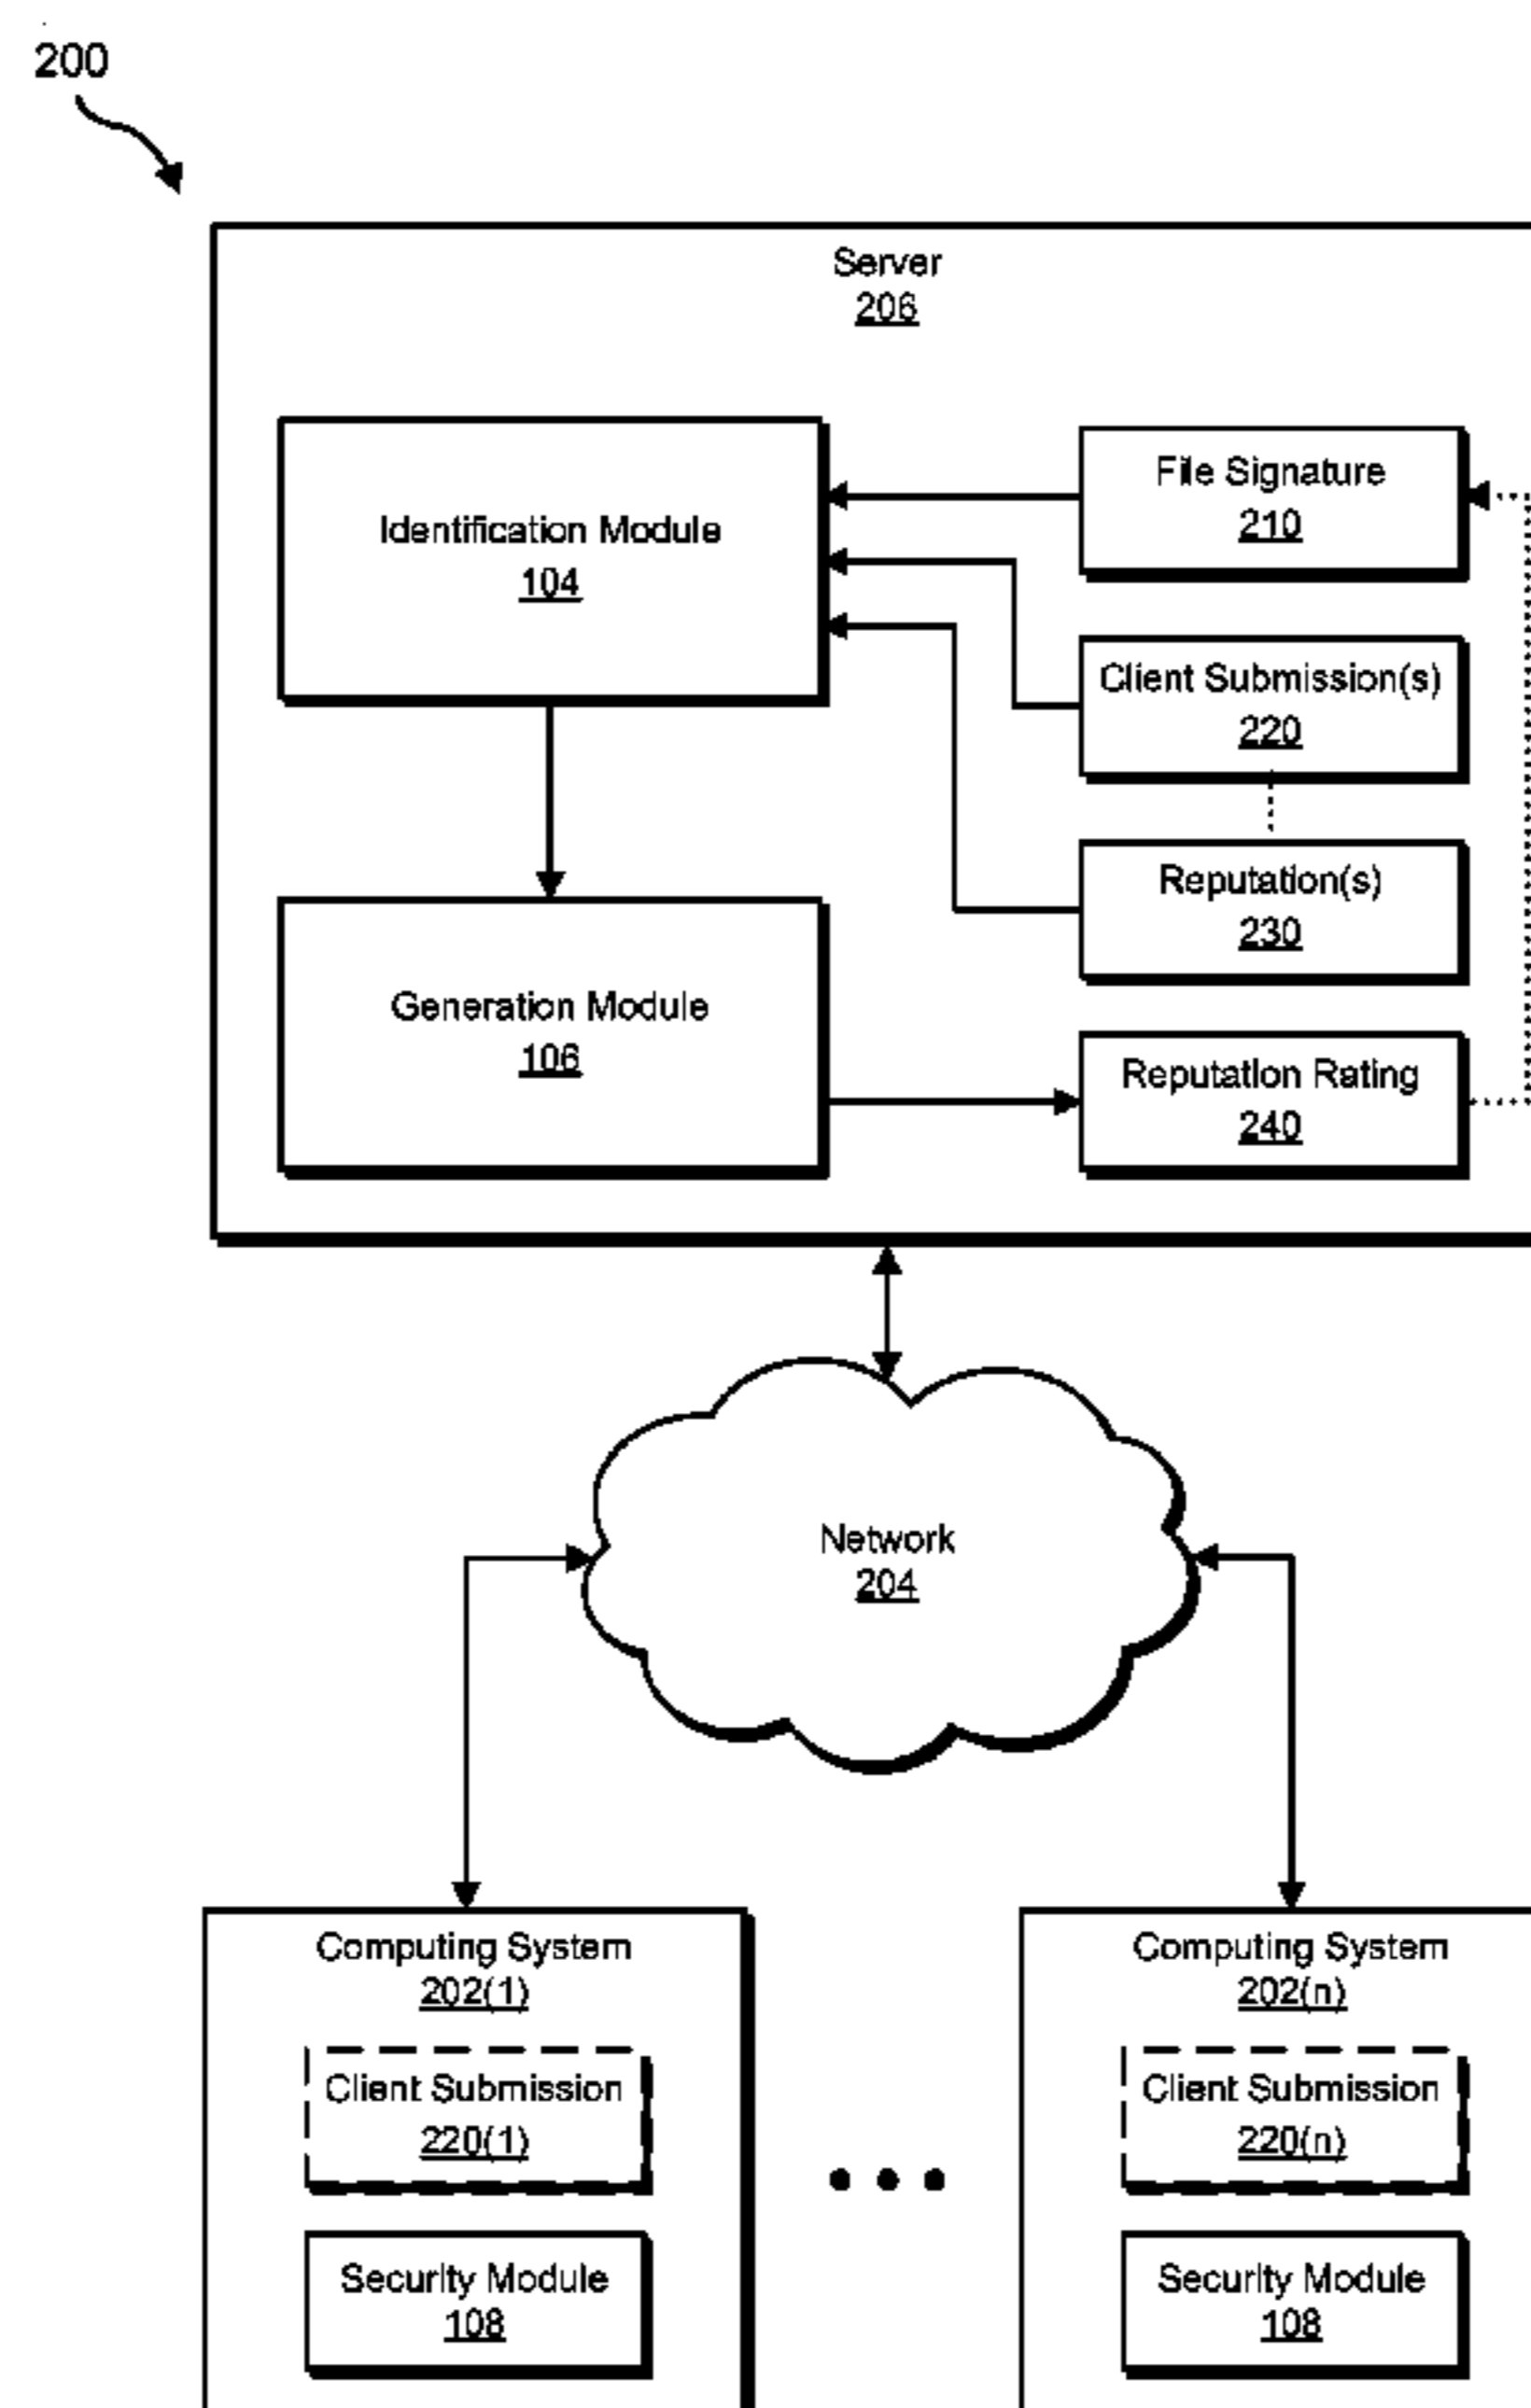 200
Server
206
Identification Module
104
File Signature
210
Client Submission(s)
220
Reputation(s)
230
Generation Module
106
Reputation Rating
240
Network
204
Computing System
202(1)
Client Submission
220(1)
Security Module
108
Computing System
202(n)
Client Submission
220(n)
Security Module
108